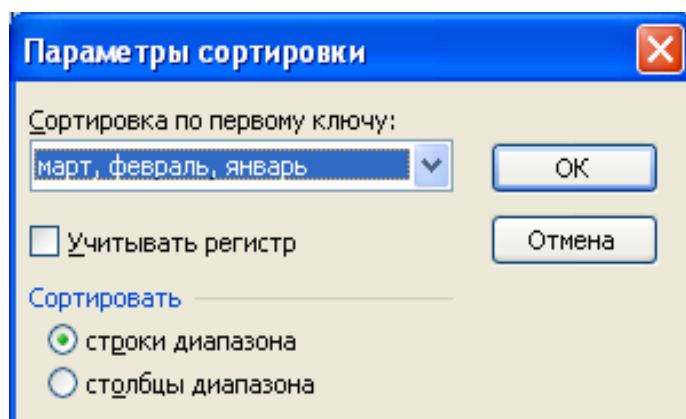 Параметры сортировки
Сортировка по первому ключу:
март, февраль, январь
ОК
Учитывать регистр
Отмена
Сортировать
строки диапазона
столбцы диапазона